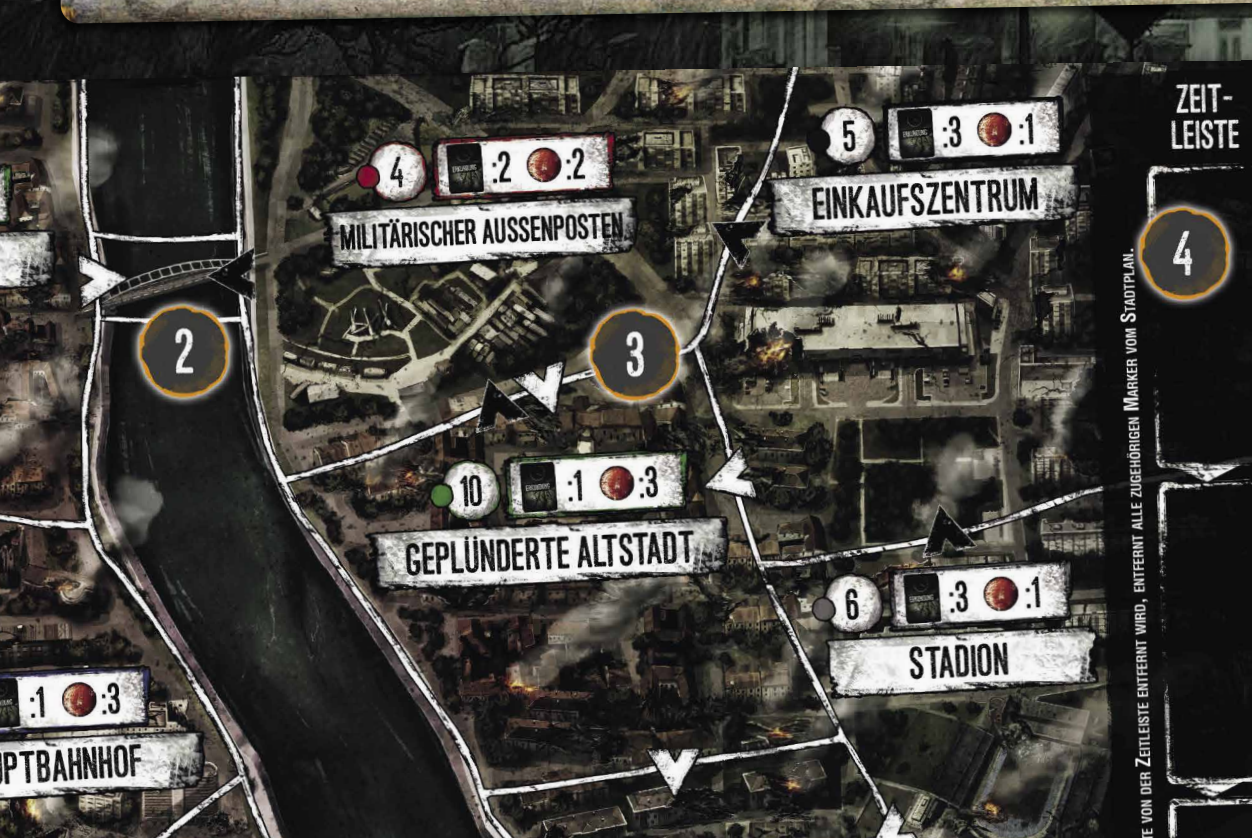 ZEIT-
LEISTE
5
:3 :1
EINKAUFSZENTRUM
4
:2 :2
MILITÄRISCHER AUSSENPOSTEN
4
2
3
10
:1 :3
GEPLÜNDERTE ALTSTADT
6
:3 :1
STADION
:1 :3
VON DER ZEITLEISTE ENTFERNT WIRD, ENTFERNT ALLE ZUGEHÖRIGEN MARKER VOM STADTPLAN.